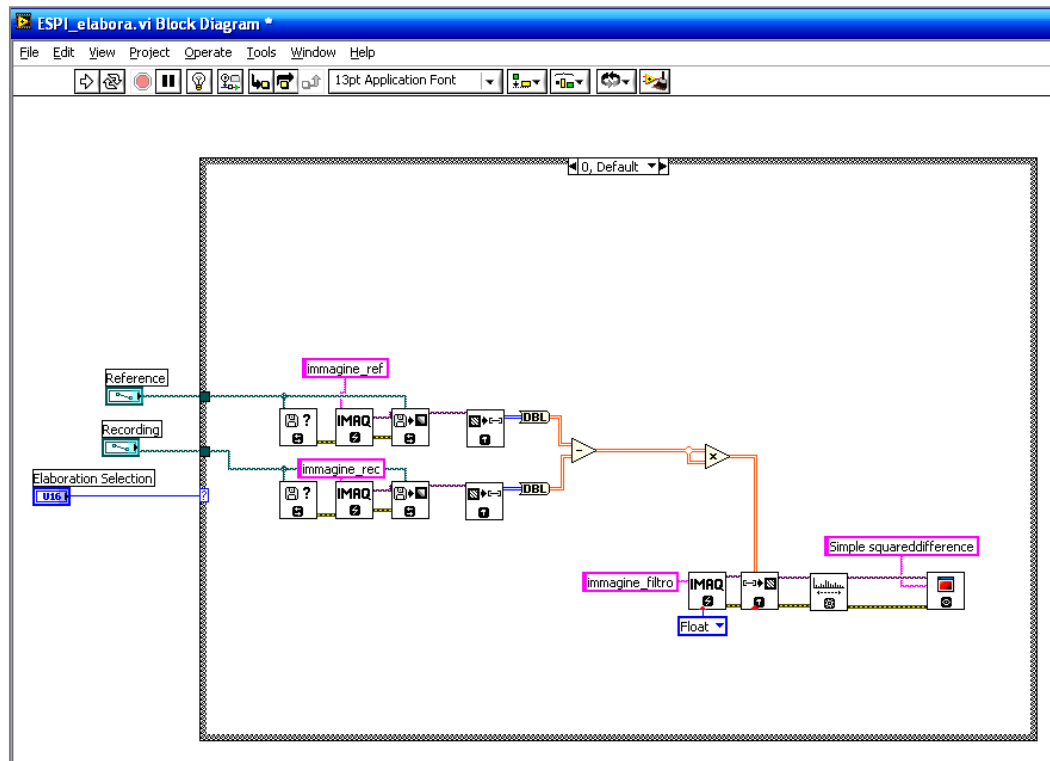 ESPI_elabora.vi Block Diagram *
File Edit View Project Operate Tools Window Help
13pt Application Font
0, Default
immagine_ref
Reference
? IMAQ DBL
Recording
immagine_rec
Elaboration Selection
U16 ?
? IMAQ DBL
Simple squareddifference
immagine_filtro IMAQ
Float